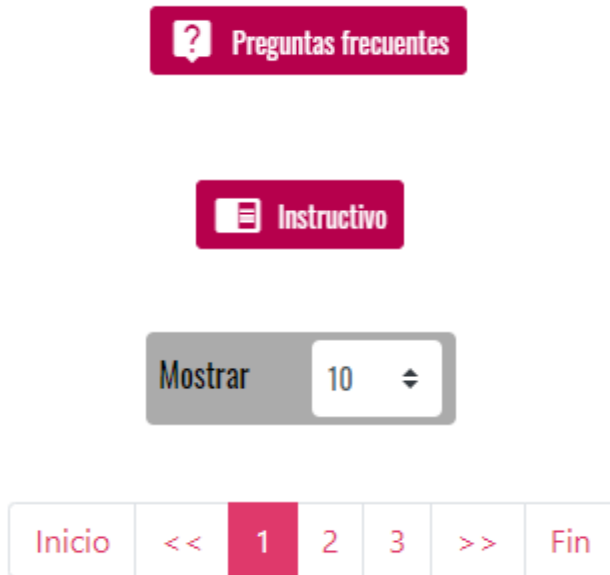 Preguntas frecuentes
Instructivo
Mostrar 10
Inicio << 1 2 3 >> Fin